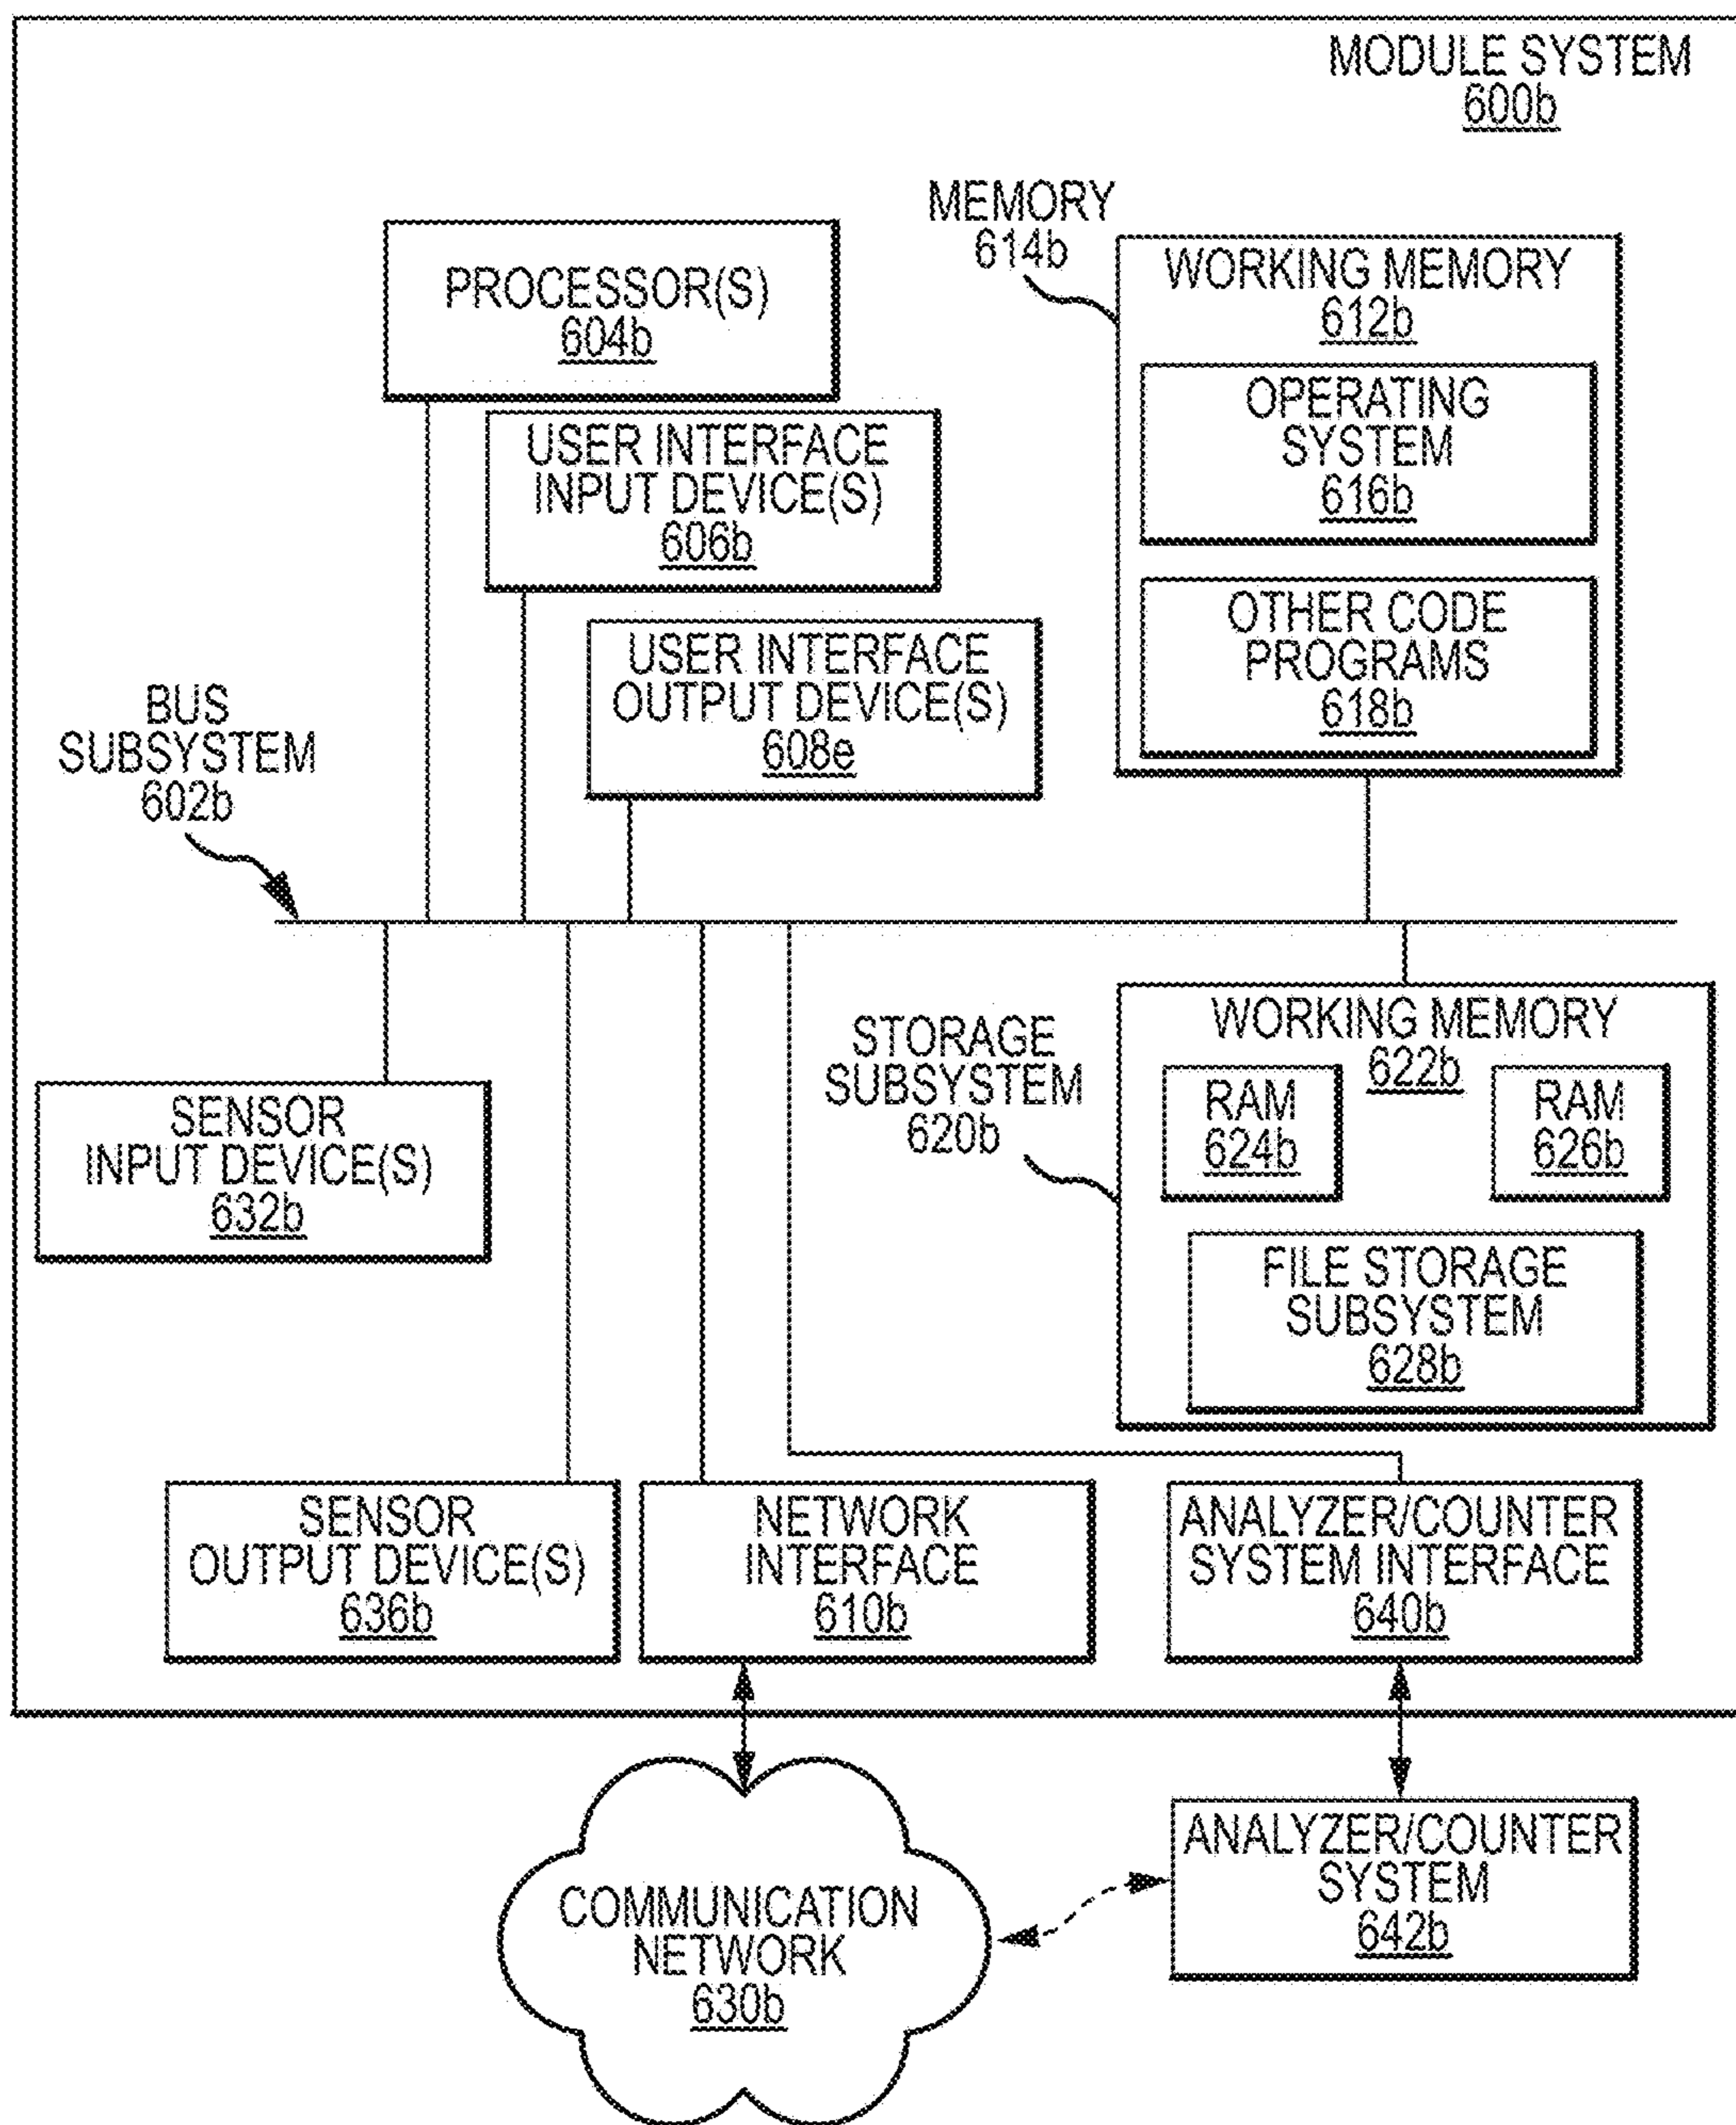 MODULE SYSTEM
600b
MEMORY
614b
PROCESSOR(S)
604b
WORKING MEMORY
612b
OPERATING
SYSTEM
616b
USER INTERFACE
INPUT DEVICE(S)
606b
OTHER CODE
PROGRAMS
618b
USER INTERFACE
OUTPUT DEVICE(S)
608e
BUS
SUBSYSTEM
602b
WORKING MEMORY
622b
STORAGE
SUBSYSTEM
620b
RAM
624b
RAM
626b
SENSOR
INPUT DEVICE(S)
632b
FILE STORAGE
SUBSYSTEM
628b
SENSOR
OUTPUT DEVICE(S)
636b
NETWORK
INTERFACE
610b
ANALYZER/COUNTER
SYSTEM INTERFACE
640b
COMMUNICATION
NETWORK
630b
ANALYZER/COUNTER
SYSTEM
642b